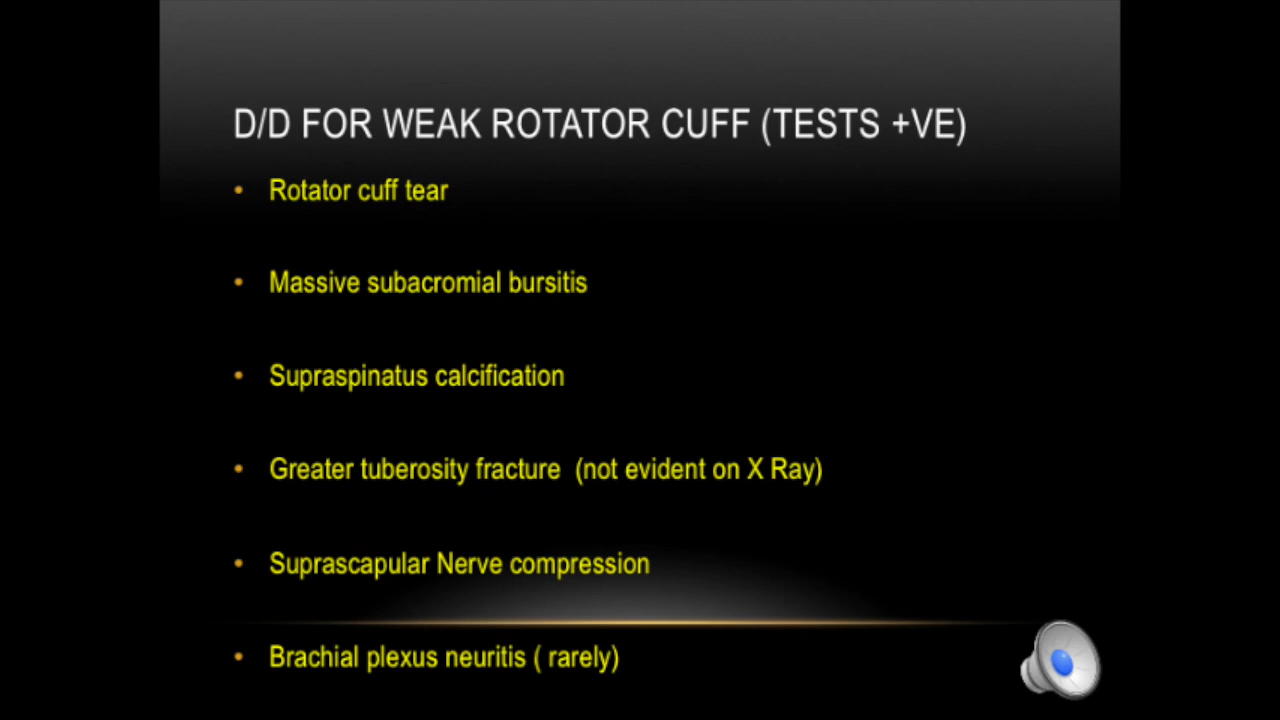 D/D FOR WEAK ROTATOR CUFF (TESTS +VE)
• Rotator cuff tear
• Massive subacromial bursitis
• Supraspinatus calcification
• Greater tuberosity fracture  (not evident on X Ray)
• Suprascapular Nerve compression
• Brachial plexus neuritis ( rarely)